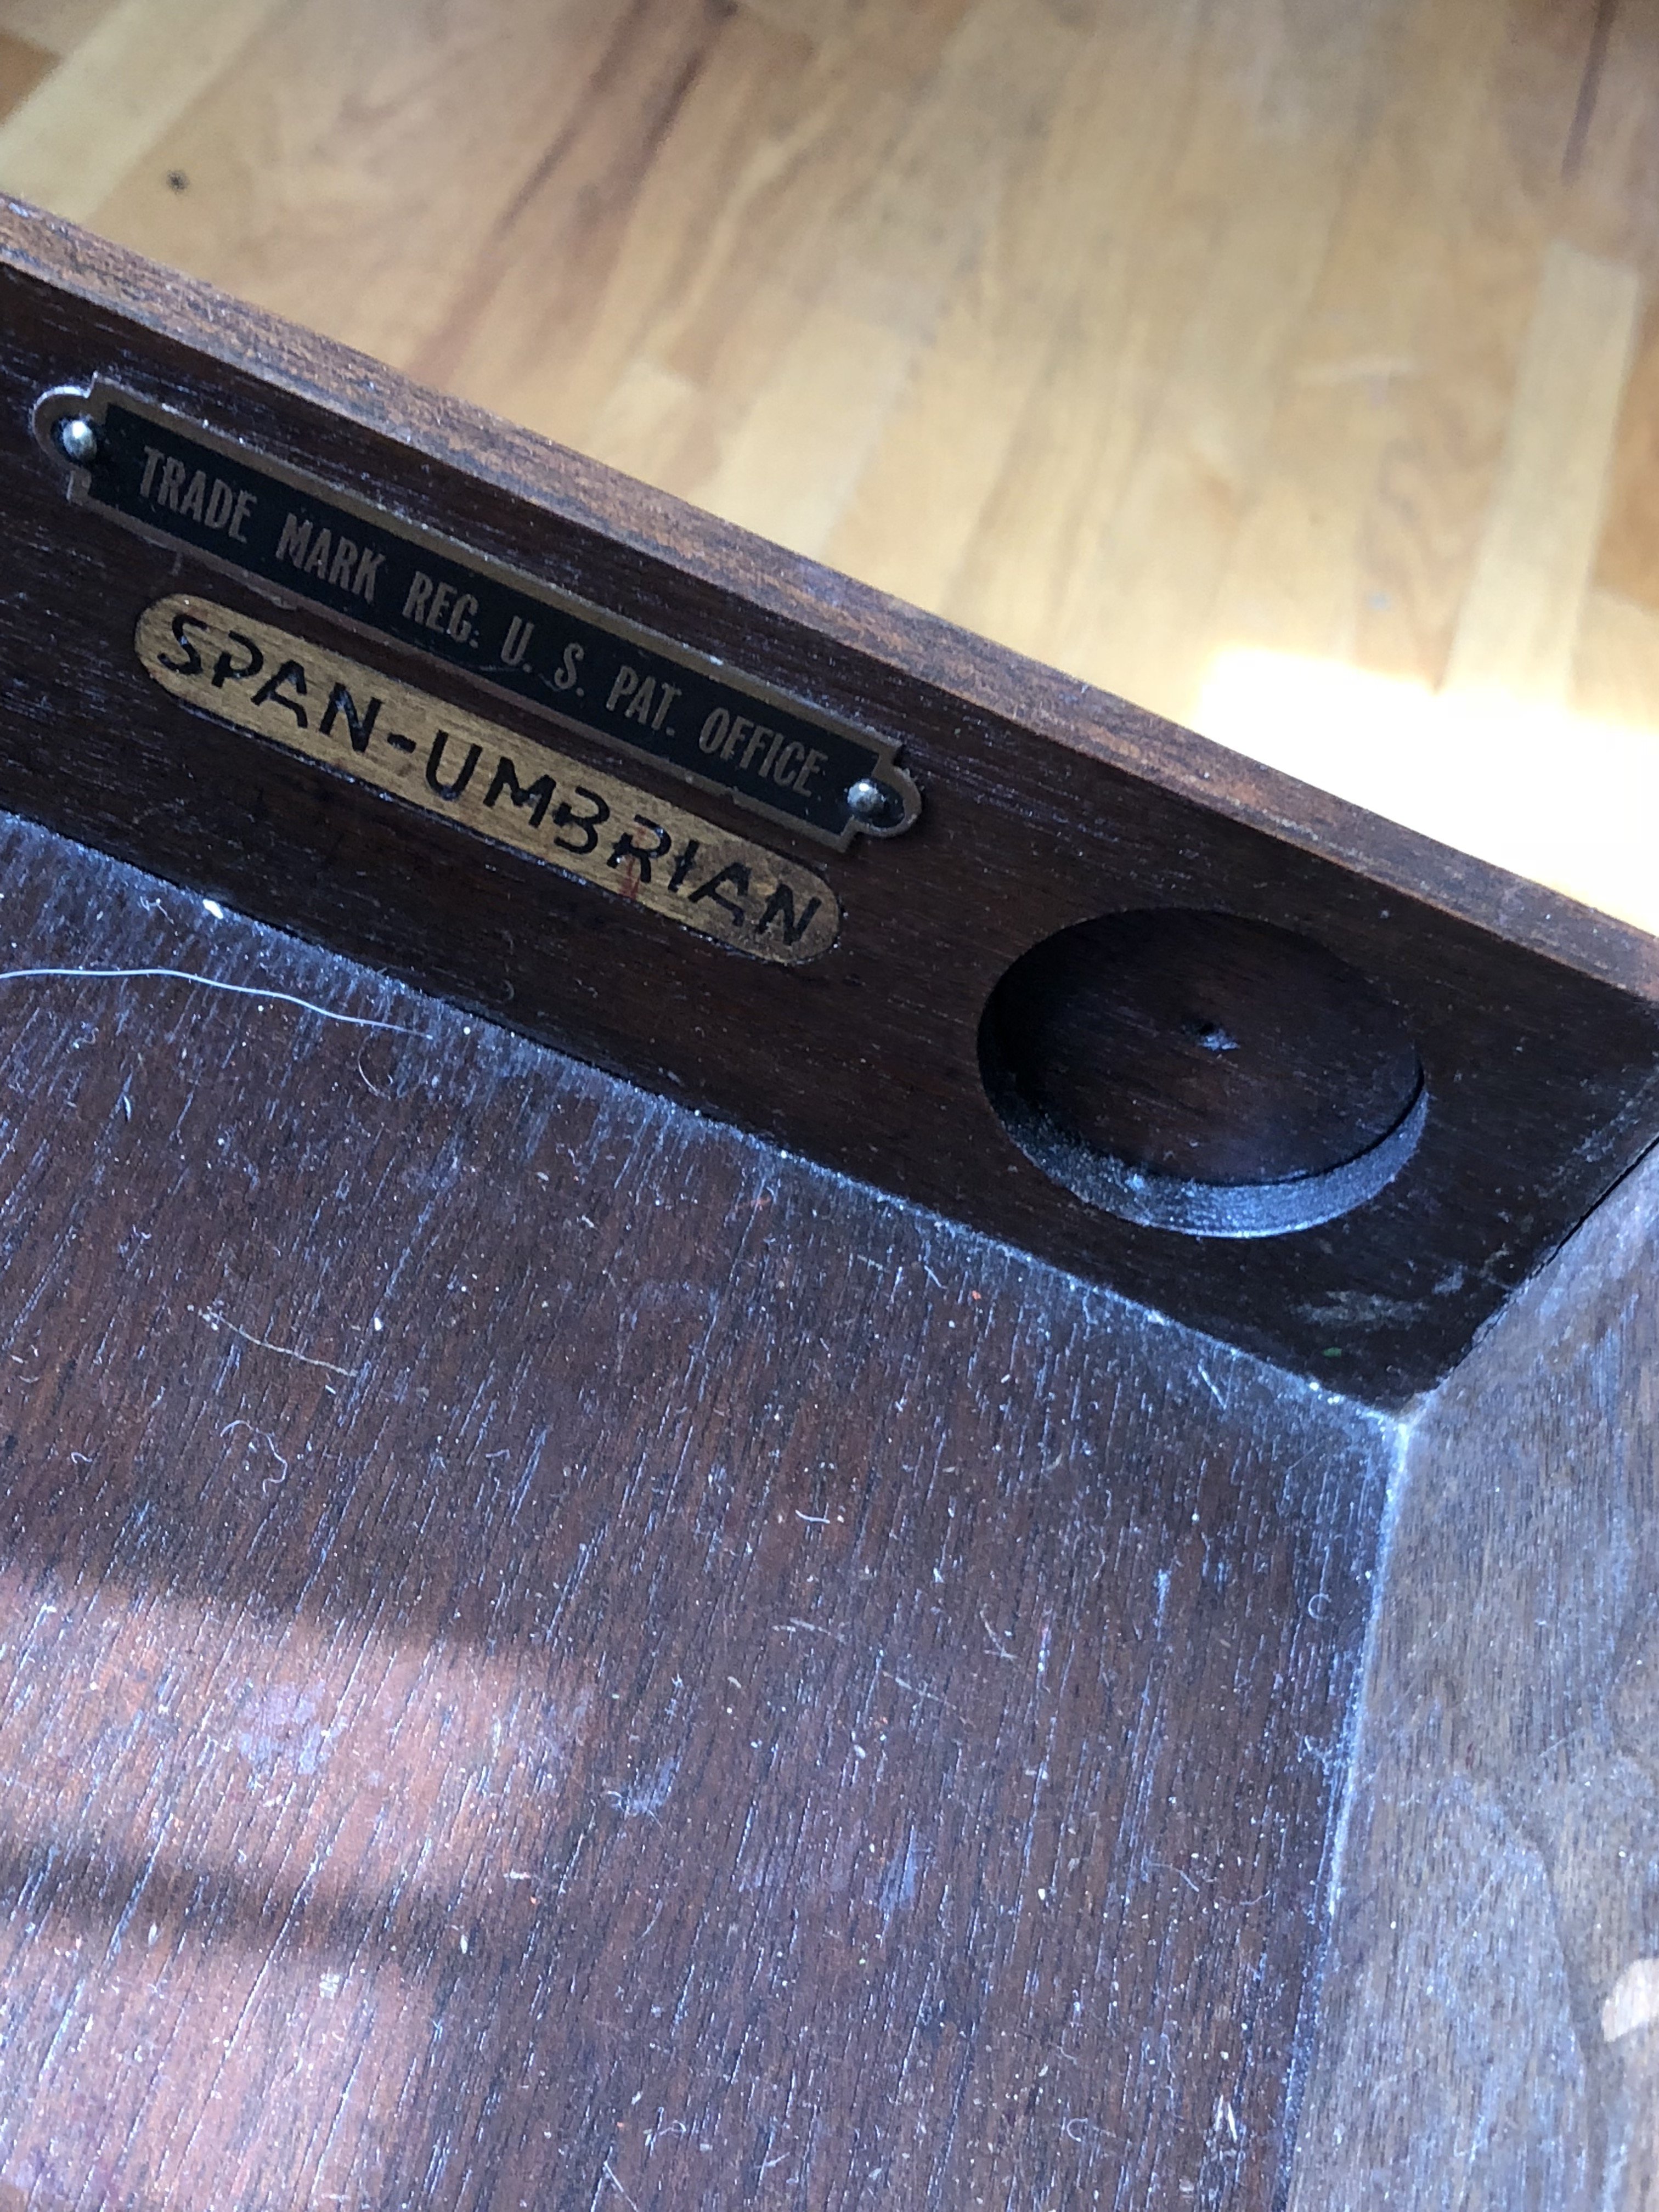 TRADE MARK REG. U. S. PAT. OFFICE
SPAN-UMBRIAN